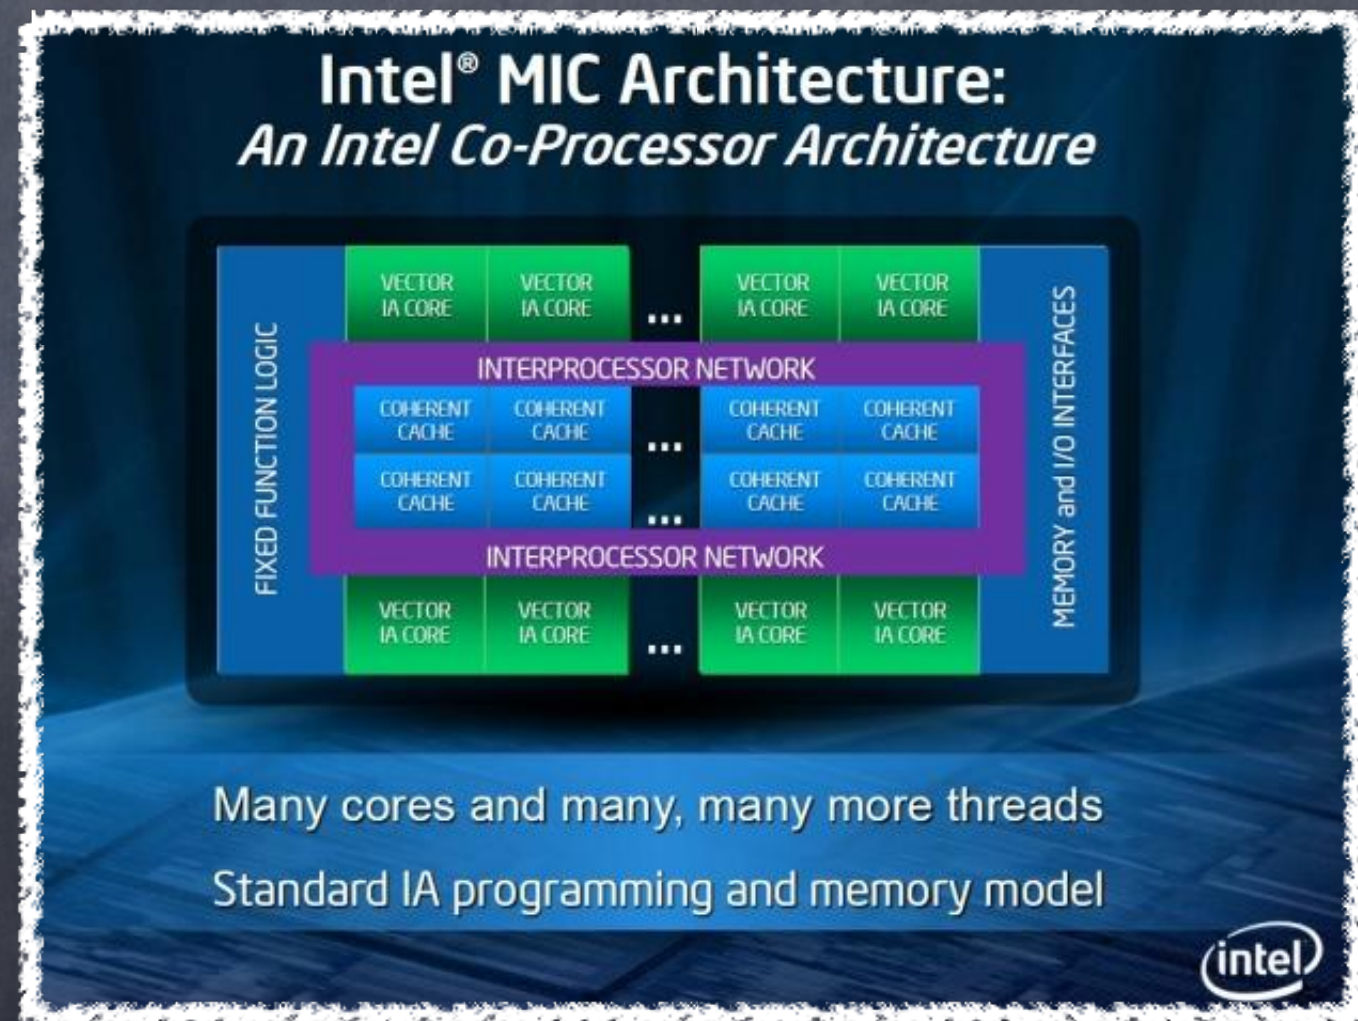 Intel® MIC Architecture:
An Intel Co-Processor Architecture
FIXED FUNCTION LOGIC
VECTOR
IA CORE
VECTOR
IA CORE
...
VECTOR
IA CORE
VECTOR
IA CORE
INTERPROCESSOR NETWORK
COHERENT
CACHE
COHERENT
CACHE
...
COHERENT
CACHE
COHERENT
CACHE
COHERENT
CACHE
COHERENT
CACHE
...
COHERENT
CACHE
COHERENT
CACHE
INTERPROCESSOR NETWORK
VECTOR
IA CORE
VECTOR
IA CORE
...
VECTOR
IA CORE
VECTOR
IA CORE
MEMORY and I/O INTERFACES
Many cores and many, many more threads
Standard IA programming and memory model
intel